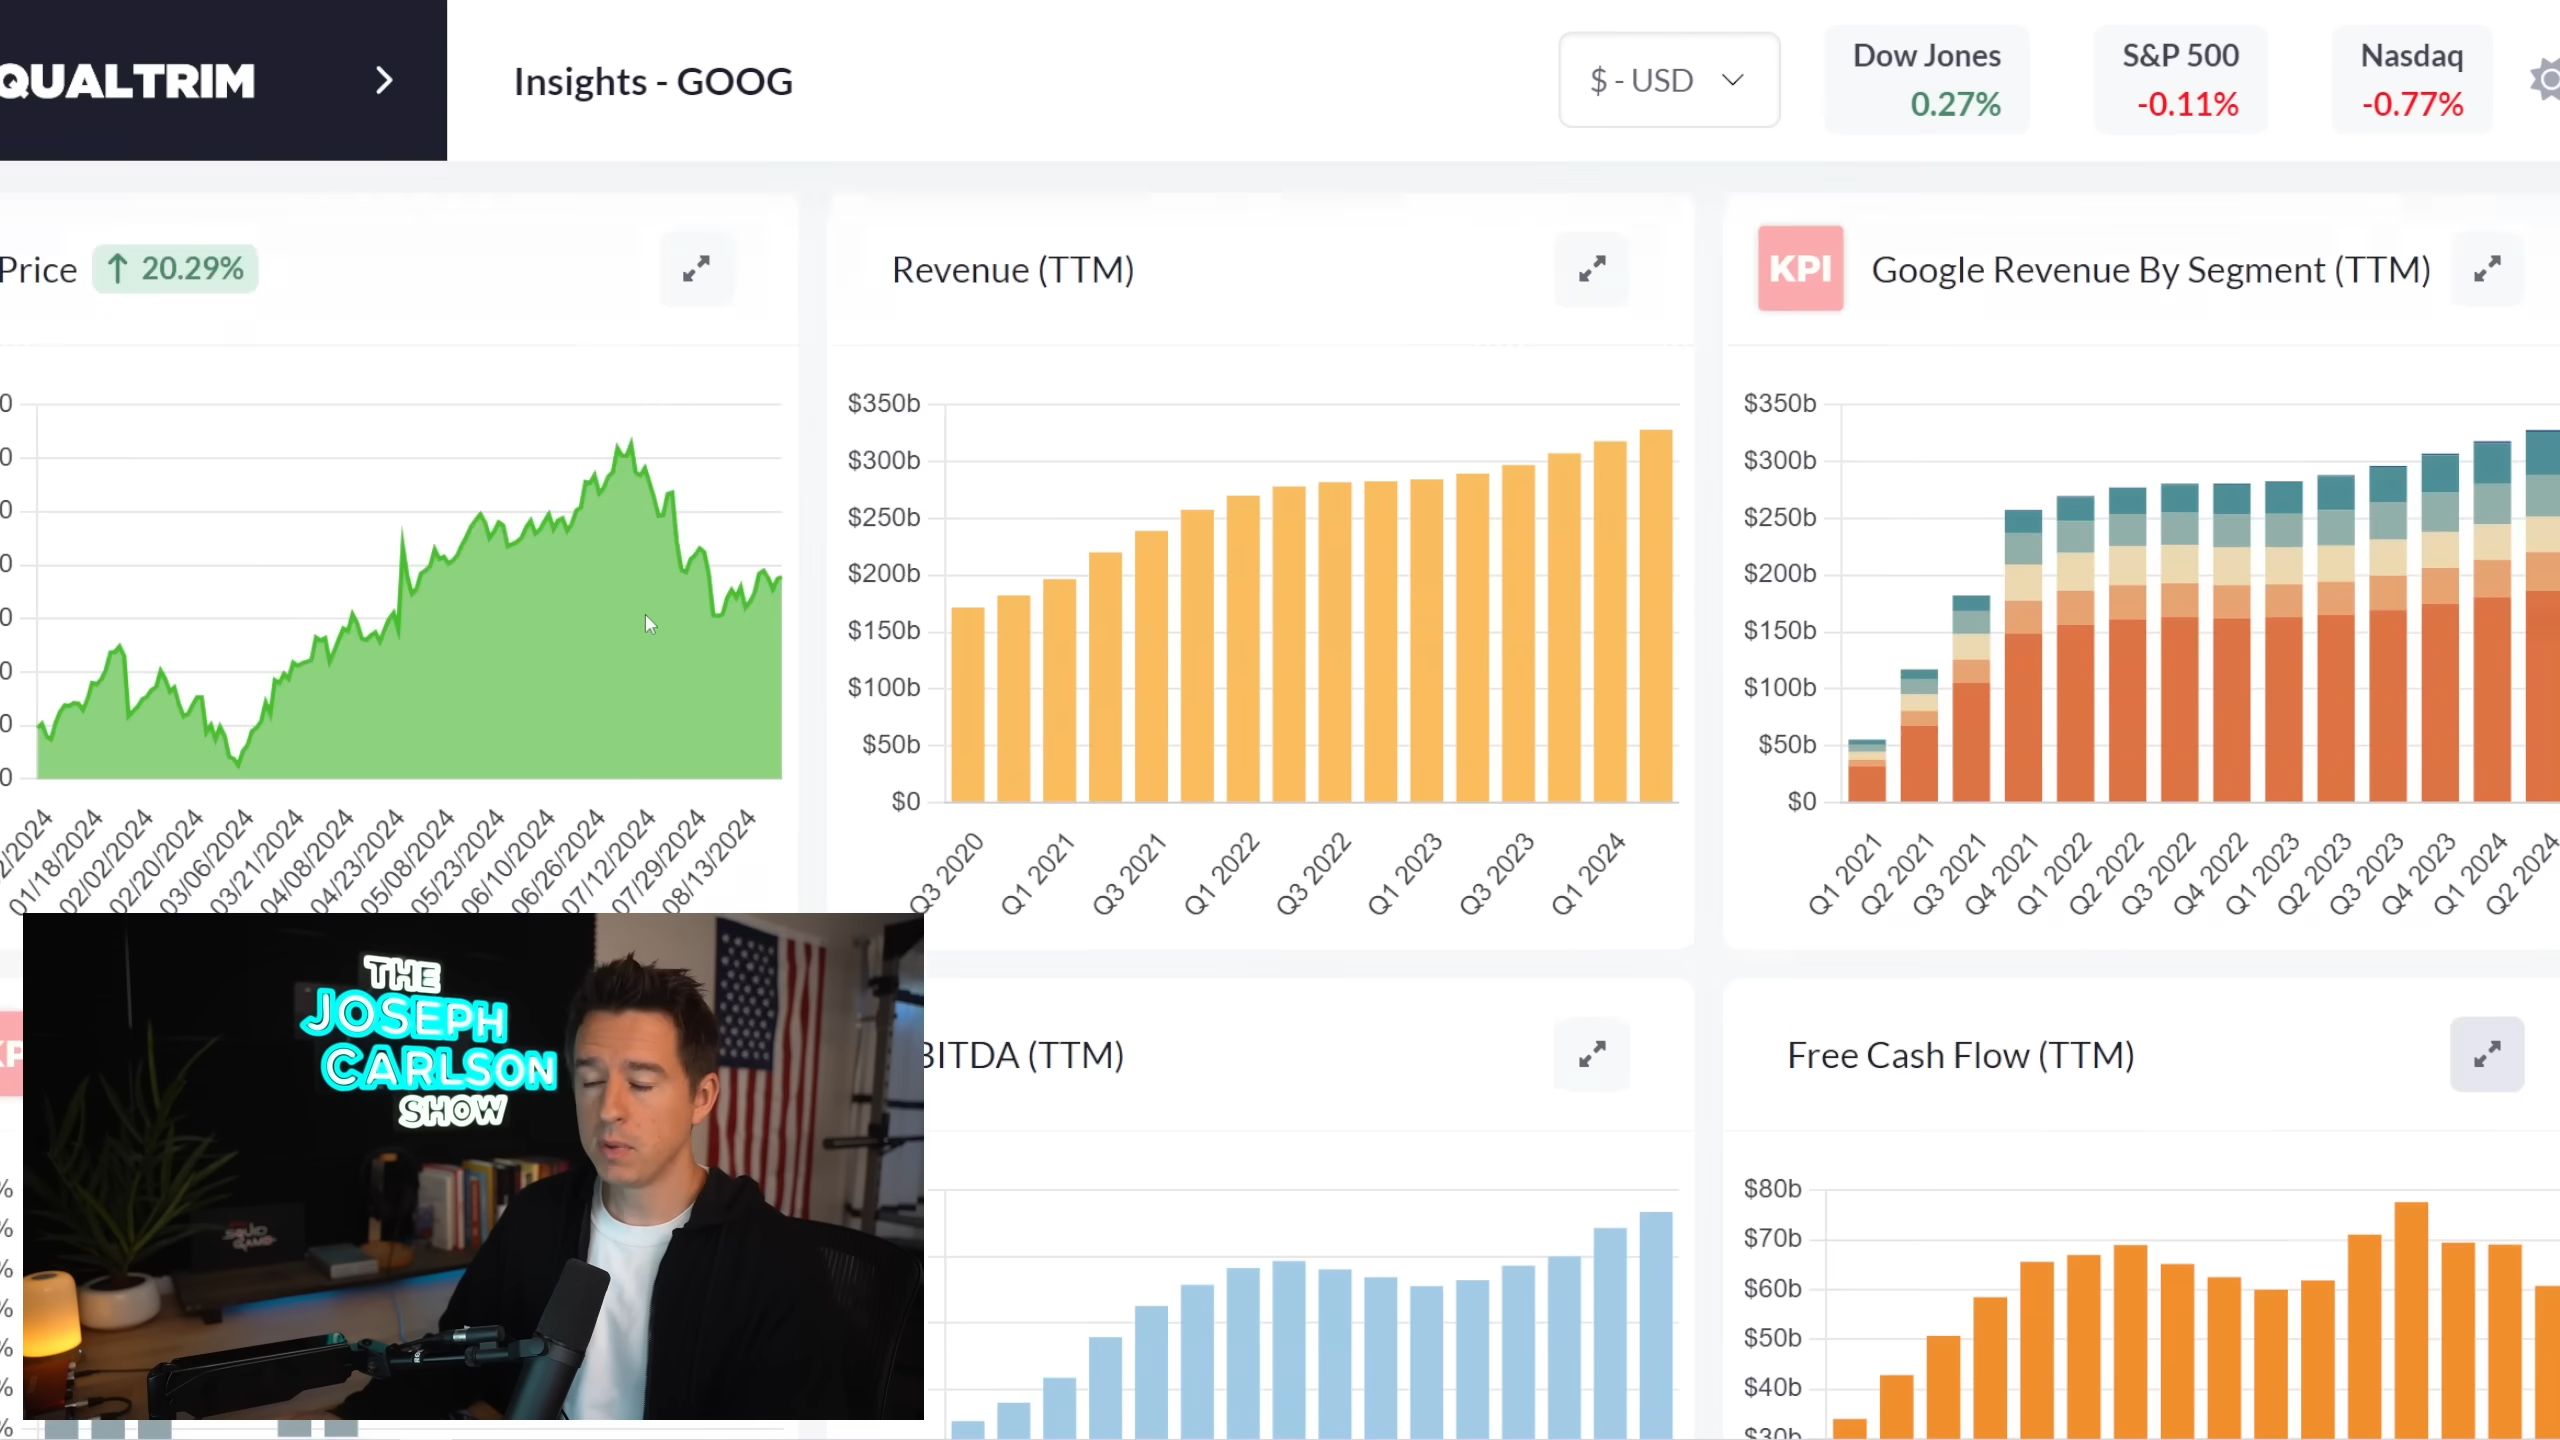 QUALTRIM
Insights - GOOG
$ - USD
Dow Jones
0.27%
S&P 500
-0.11%
Nasdaq
-0.77%
Price
↑ 20.29%
01/18/2024
02/02/2024
02/20/2024
03/06/2024
03/21/2024
04/08/2024
04/23/2024
05/08/2024
05/23/2024
06/10/2024
06/26/2024
07/12/2024
07/29/2024
08/13/2024
Revenue (TTM)
$350b
$300b
$250b
$200b
$150b
$100b
$50b
$0
Q3 2020
Q1 2021
Q3 2021
Q1 2022
Q3 2022
Q1 2023
Q3 2023
Q1 2024
KPI
Google Revenue By Segment (TTM)
$350b
$300b
$250b
$200b
$150b
$100b
$50b
$0
Q1 2021
Q2 2021
Q3 2021
Q4 2021
Q1 2022
Q2 2022
Q3 2022
Q4 2022
Q1 2023
Q2 2023
Q3 2023
Q4 2023
Q1 2024
Q2 2024
THE
JOSEPH
CARLSON
SHOW
SQUID
GAME
BITDA (TTM)
Free Cash Flow (TTM)
$80b
$70b
$60b
$50b
$40b
$30b